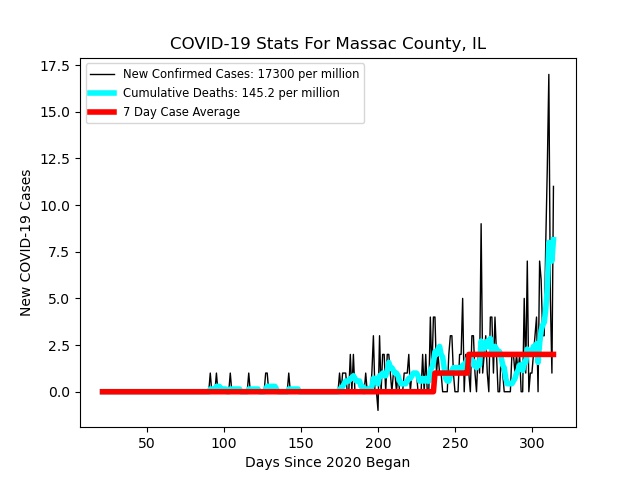 COVID-19 Stats For Massac County, IL
17.5
15.0
12.5
10.0
7.5
5.0
2.5
0.0
New COVID-19 Cases
New Confirmed Cases: 17300 per million
Cumulative Deaths: 145.2 per million
7 Day Case Average
50 100 150 200 250 300
Days Since 2020 Began